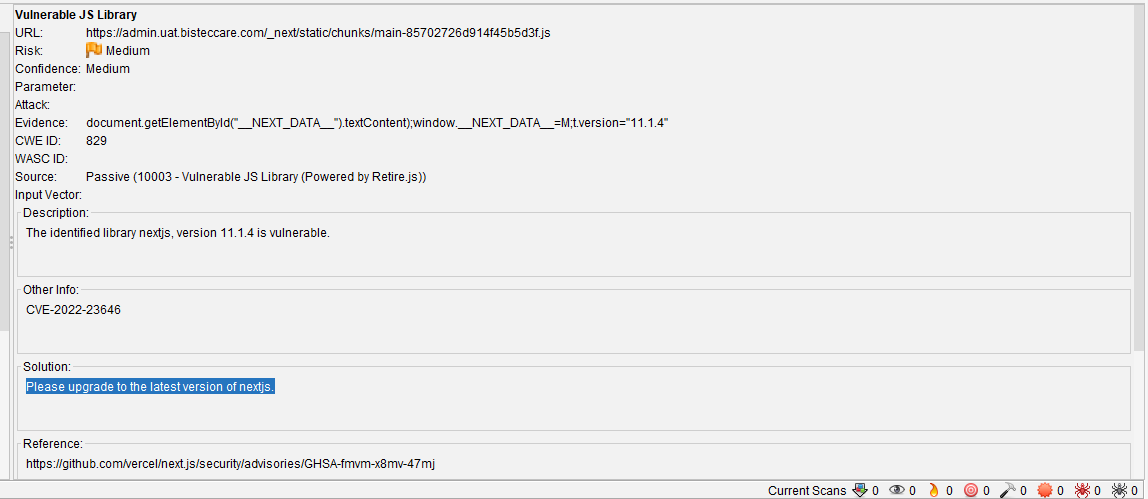 Vulnerable JS Library
URL: https://admin.uat.bisteccare.com/_next/static/chunks/main-85702726d914f45b5d3f.js
Risk: Medium
Confidence: Medium
Parameter:
Attack:
Evidence: document.getElementById("__NEXT_DATA__").textContent);window.__NEXT_DATA__=M;t.version="11.1.4"
CWE ID: 829
WASC ID:
Source: Passive (10003 - Vulnerable JS Library (Powered by Retire.js))
Input Vector:
Description:
The identified library nextjs, version 11.1.4 is vulnerable.
Other Info:
CVE-2022-23646
Solution:
Please upgrade to the latest version of nextjs.
Reference:
https://github.com/vercel/next.js/security/advisories/GHSA-fmvm-x8mv-47mj
Current Scans 0 0 0 0 0 0 0 0